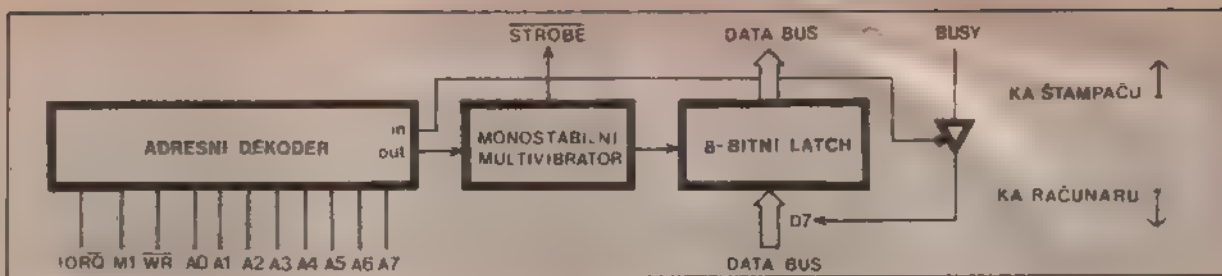 STROBE DATA BUS BUSY
KA ŠTAMPAČU
in
ADRESNI DEKODER
out
MONOSTABILNI
MULTIVIBRATOR
8-BITNI LATCH
KA RAČUNARU
D7
IORQ M1 WR A0 A1 A2 A3 A4 A5 A6 A7
DATA BUS